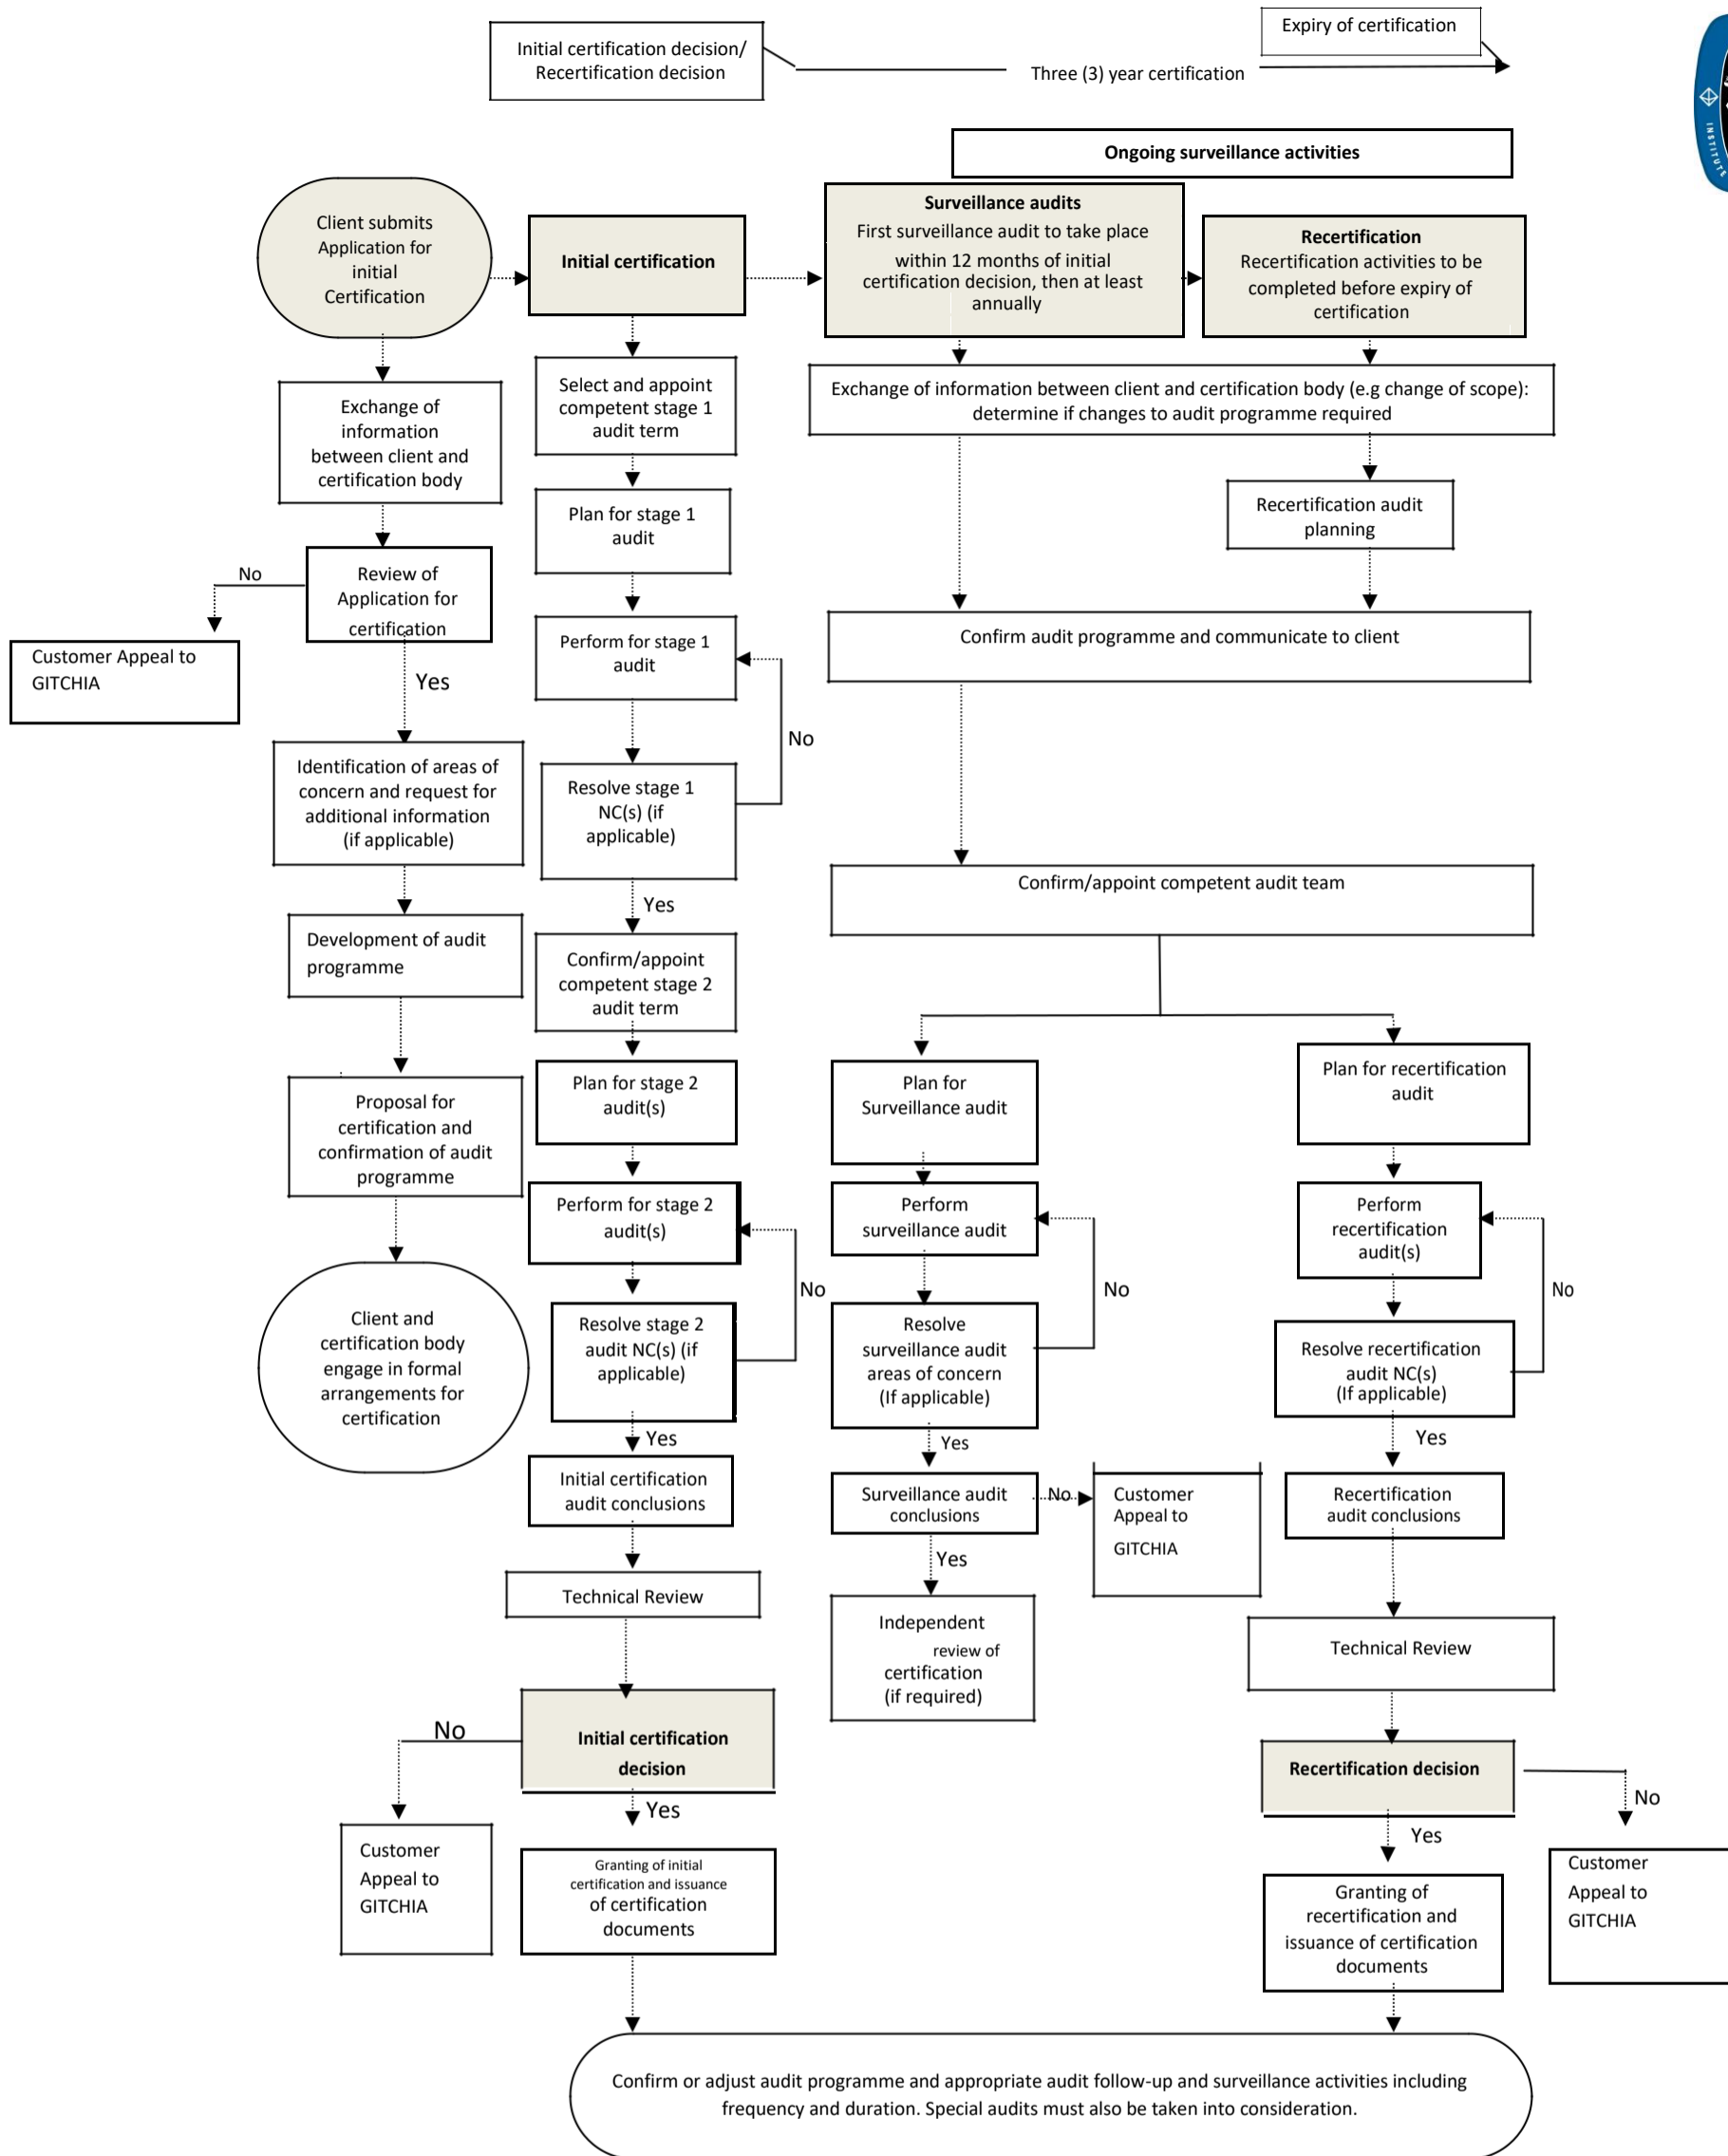 Initial certification decision/
Recertification decision
Three (3) year certification
Expiry of certification
INSTITUTE
Ongoing surveillance activities
Client submits
Application for
initial
Certification
Initial certification
Surveillance audits
First surveillance audit to take place
within 12 months of initial
certification decision, then at least
annually
Recertification
Recertification activities to be
completed before expiry of
certification
Exchange of
information
between client and
certification body
No
Review of
Application for
certification
Customer Appeal to
GITCHIA
Yes
Identification of areas of
concern and request for
additional information
(if applicable)
Development of audit
programme
Proposal for
certification and
confirmation of audit
programme
Client and
certification body
engage in formal
arrangements for
certification
Select and appoint
competent stage 1
audit term
Plan for stage 1
audit
Perform for stage 1
audit
No
Resolve stage 1
NC(s) (if
applicable)
Yes
Confirm/appoint
competent stage 2
audit term
Plan for stage 2
audit(s)
Perform for stage 2
audit(s)
No
Resolve stage 2
audit NC(s) (if
applicable)
Yes
Initial certification
audit conclusions
Technical Review
Initial certification
decision
No
Customer
Appeal to
GITCHIA
Yes
Granting of initial
certification and issuance
of certification
documents
Exchange of information between client and certification body (e.g change of scope):
determine if changes to audit programme required
Recertification audit
planning
Confirm audit programme and communicate to client
Confirm/appoint competent audit team
Plan for
Surveillance audit
Perform
surveillance audit
No
Resolve
surveillance audit
areas of concern
(If applicable)
Yes
Surveillance audit
conclusions
No
Customer
Appeal to
GITCHIA
Yes
Independent
review of
certification
(if required)
Plan for recertification
audit
Perform
recertification
audit(s)
No
Resolve recertification
audit NC(s)
(If applicable)
Yes
Recertification
audit conclusions
Technical Review
Recertification decision
No
Customer
Appeal to
GITCHIA
Yes
Granting of
recertification and
issuance of certification
documents
Confirm or adjust audit programme and appropriate audit follow-up and surveillance activities including
frequency and duration. Special audits must also be taken into consideration.